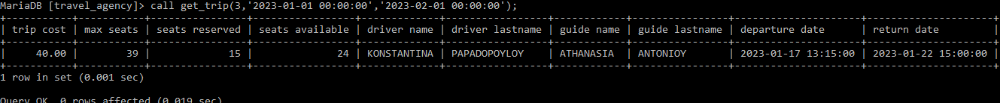 MariaDB [travel_agency]> call get_trip(3,'2023-01-01 00:00:00','2023-02-01 00:00:00');
+-----------+-----------+----------------+-----------------+-------------+-----------------+------------+----------------+---------------------+---------------------+
| trip cost | max seats | seats reserved | seats available | driver name | driver lastname | guide name | guide lastname | departure date      | return date         |
+-----------+-----------+----------------+-----------------+-------------+-----------------+------------+----------------+---------------------+---------------------+
|     40.00 |        39 |             15 |              24 | KONSTANTINA | PAPADOPOYLOY    | ATHANASIA  | ANTONIOY       | 2023-01-17 13:15:00 | 2023-01-22 15:00:00 |
+-----------+-----------+----------------+-----------------+-------------+-----------------+------------+----------------+---------------------+---------------------+
1 row in set (0.001 sec)
Query OK, 0 rows affected (0.019 sec)